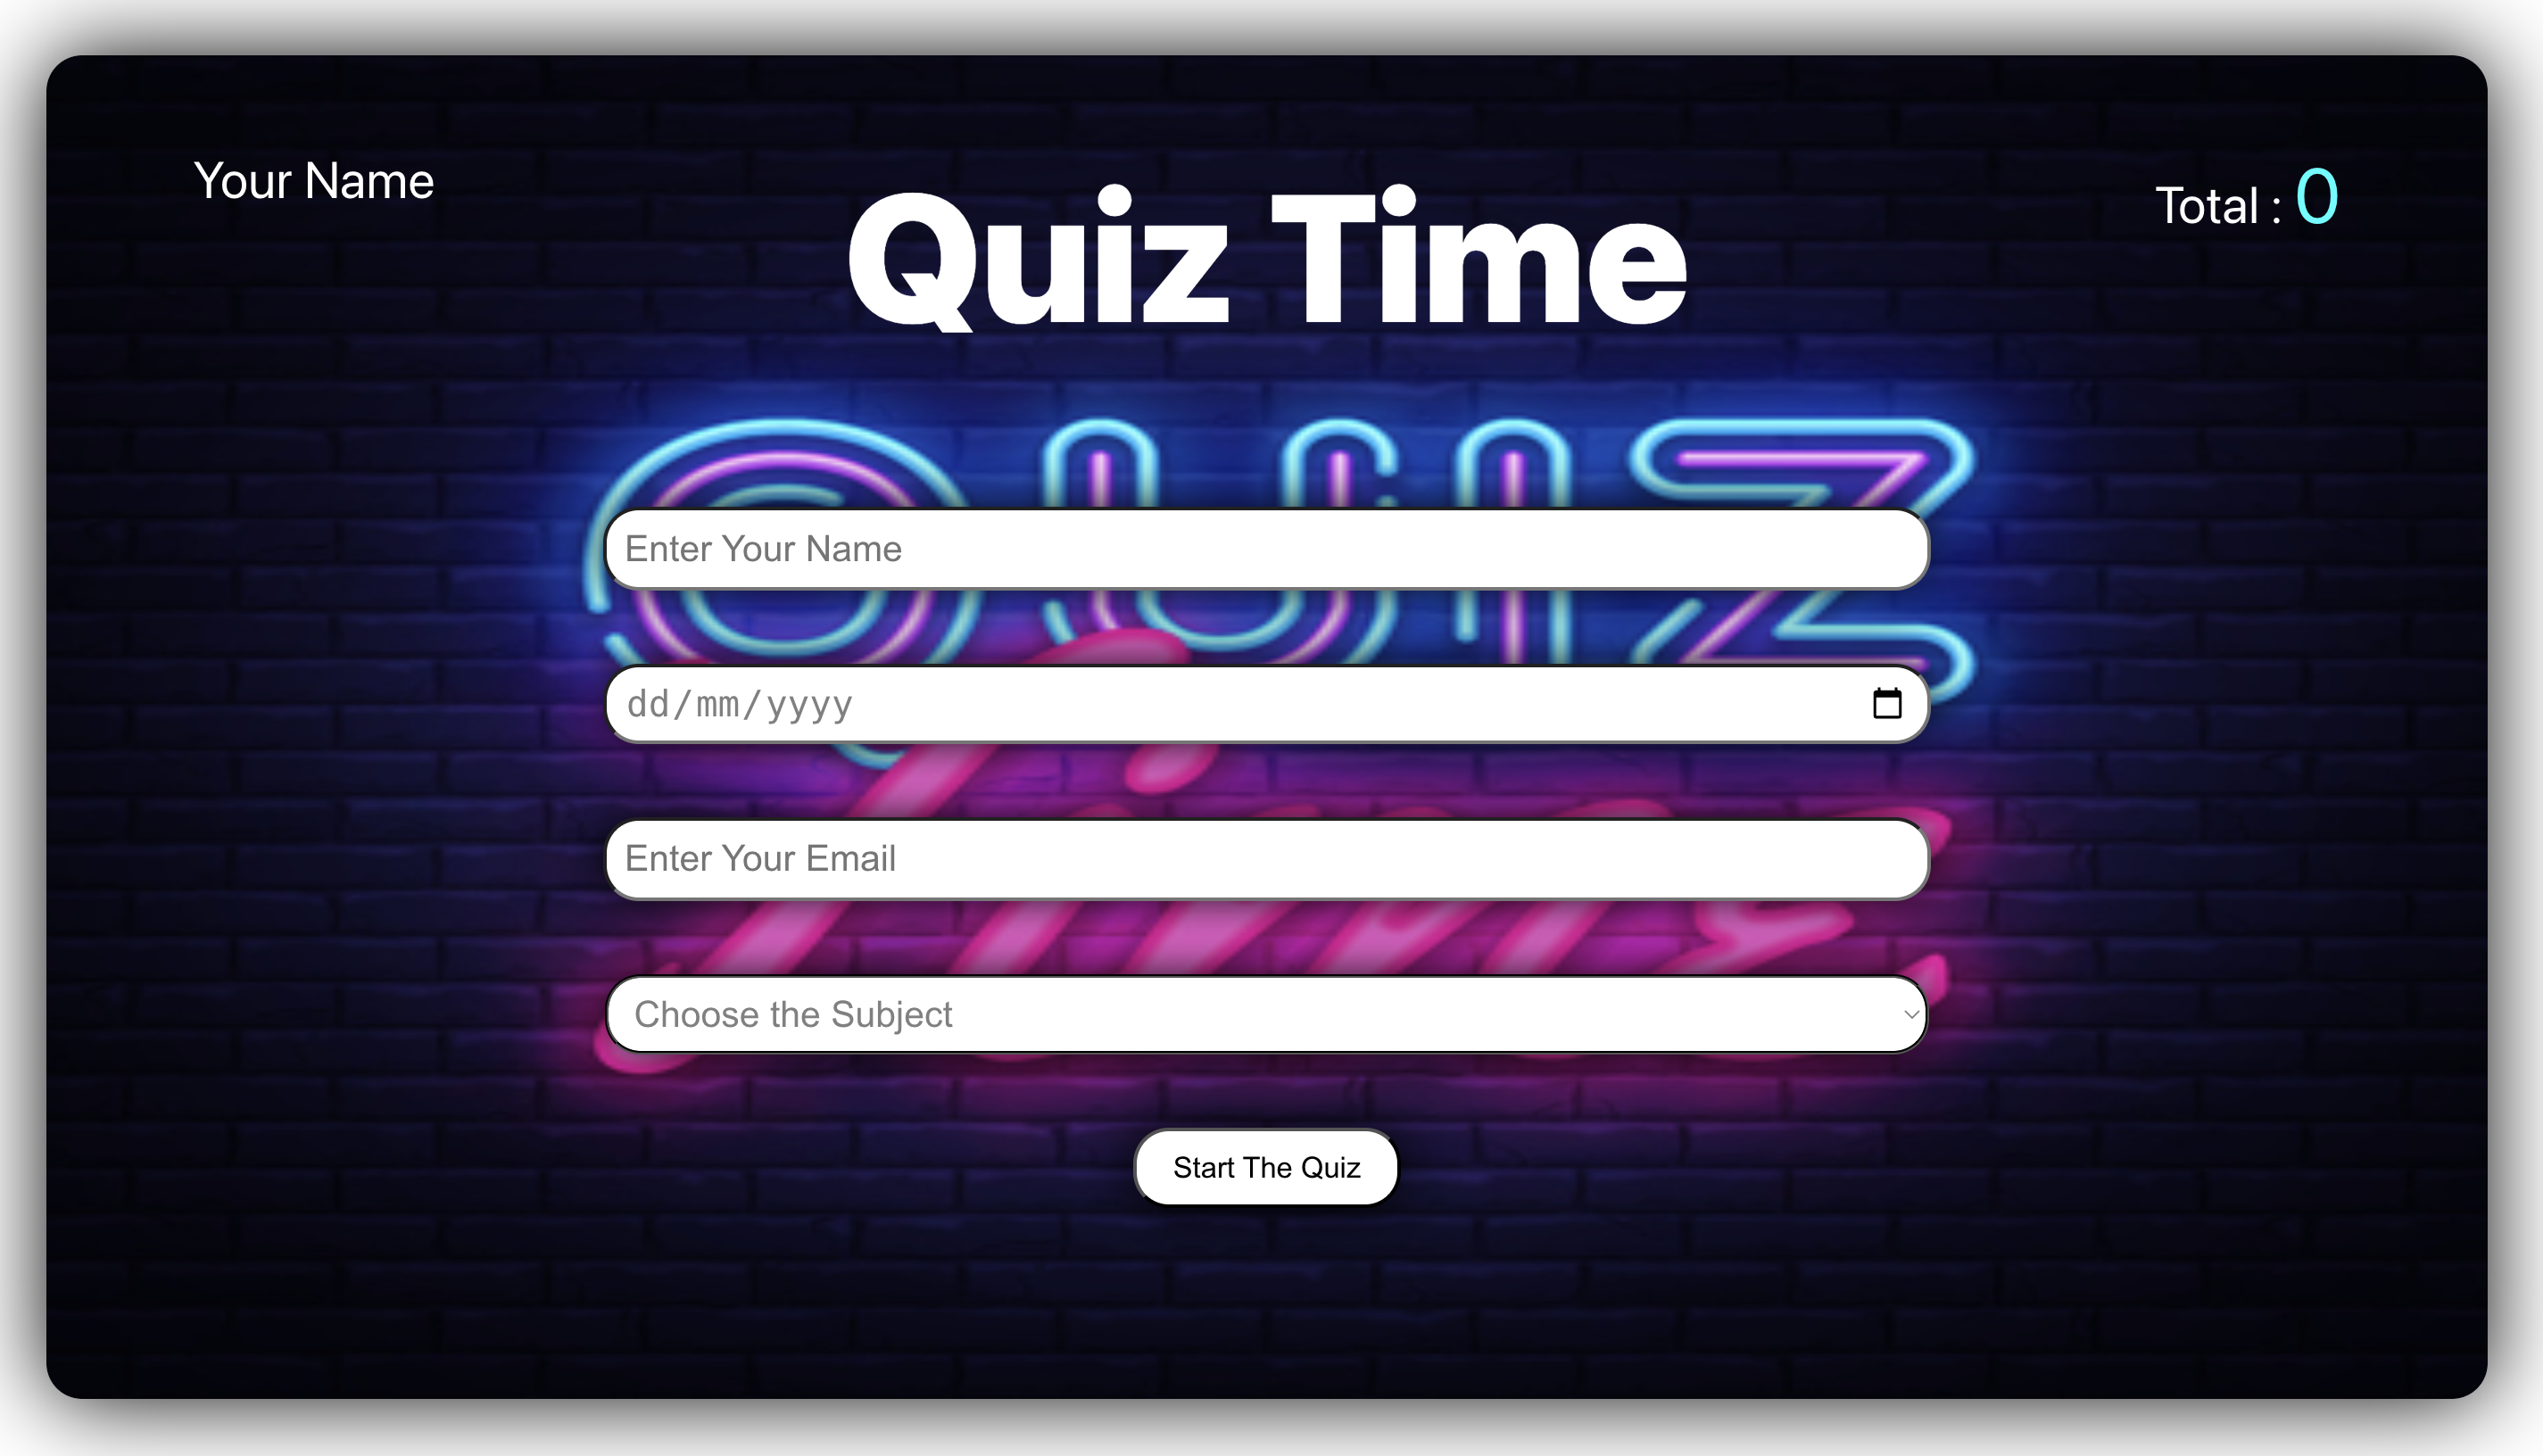 Your Name
Quiz Time
Total : 0
QUIZ
Enter Your Name
dd/mm/yyyy
Time
Enter Your Email
Choose the Subject
Start The Quiz